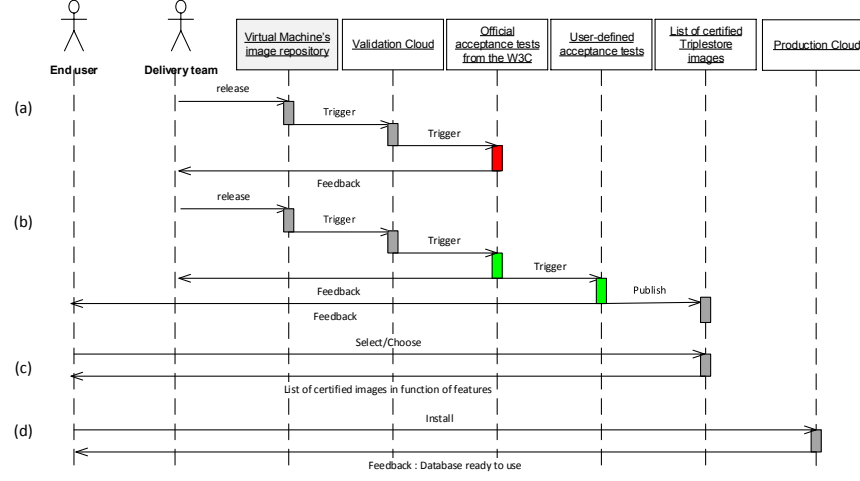 End user
Delivery team
Virtual Machine's
image repository
Validation Cloud
Official
acceptance tests
from the W3C
User-defined
acceptance tests
List of certified
Triplestore
images
Production Cloud
(a)
release
Trigger
Trigger
Feedback
(b)
release
Trigger
Trigger
Trigger
Feedback
Publish
Feedback
(c)
Select/Choose
List of certified images in function of features
(d)
Install
Feedback : Database ready to use